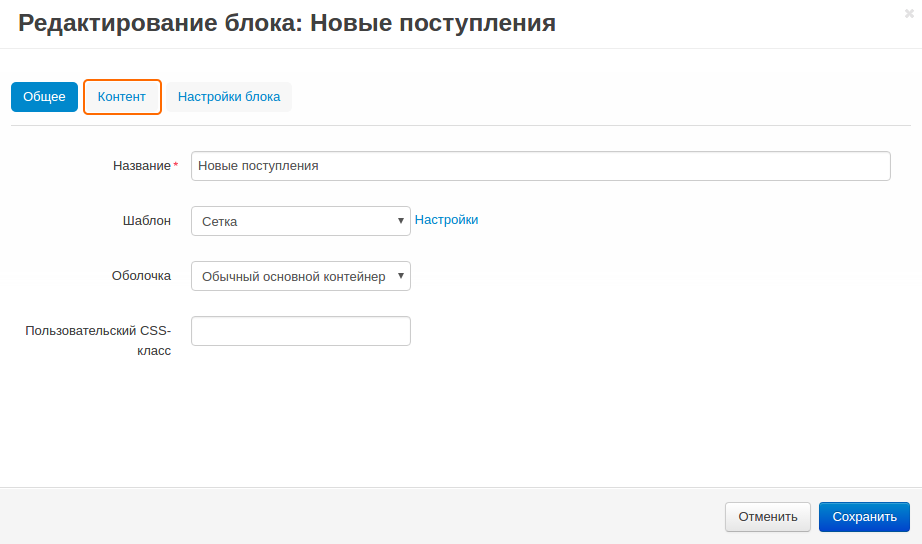 Редактирование блока: Новые поступления
×
Общее Контент Настройки блока
Название* Новые поступления
Шаблон Сетка Настройки
Оболочка Обычный основной контейнер
Пользовательский CSS-
класс
Отменить Сохранить